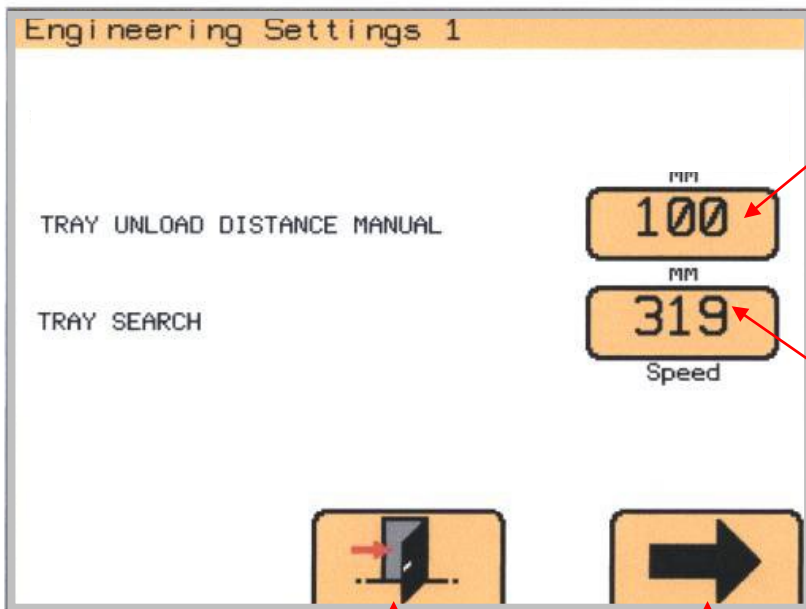 Engineering Settings 1
MM
TRAY UNLOAD DISTANCE MANUAL 100
MM
TRAY SEARCH 319
Speed